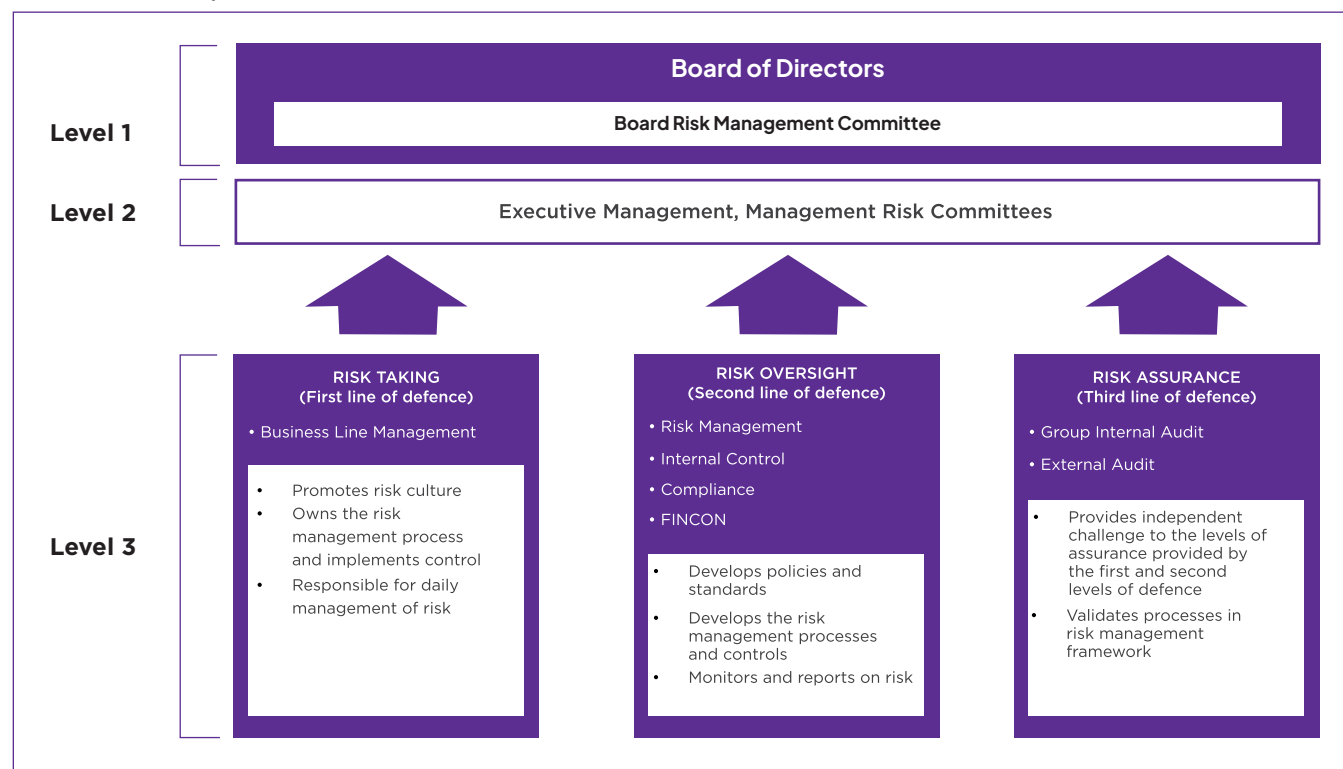 Board of Directors
Board Risk Management Committee
Level 1
Level 2
Executive Management, Management Risk Committees
Level 3
RISK TAKING
(First line of defence)
• Business Line Management
• Promotes risk culture
• Owns the risk
management process
and implements control
• Responsible for daily
management of risk
RISK OVERSIGHT
(Second line of defence)
• Risk Management
• Internal Control
• Compliance
• FINCON
• Develops policies and
standards
• Develops the risk
management processes
and controls
• Monitors and reports on risk
RISK ASSURANCE
(Third line of defence)
• Group Internal Audit
• External Audit
• Provides independent
challenge to the levels of
assurance provided by
the first and second
levels of defence
• Validates processes in
risk management
framework